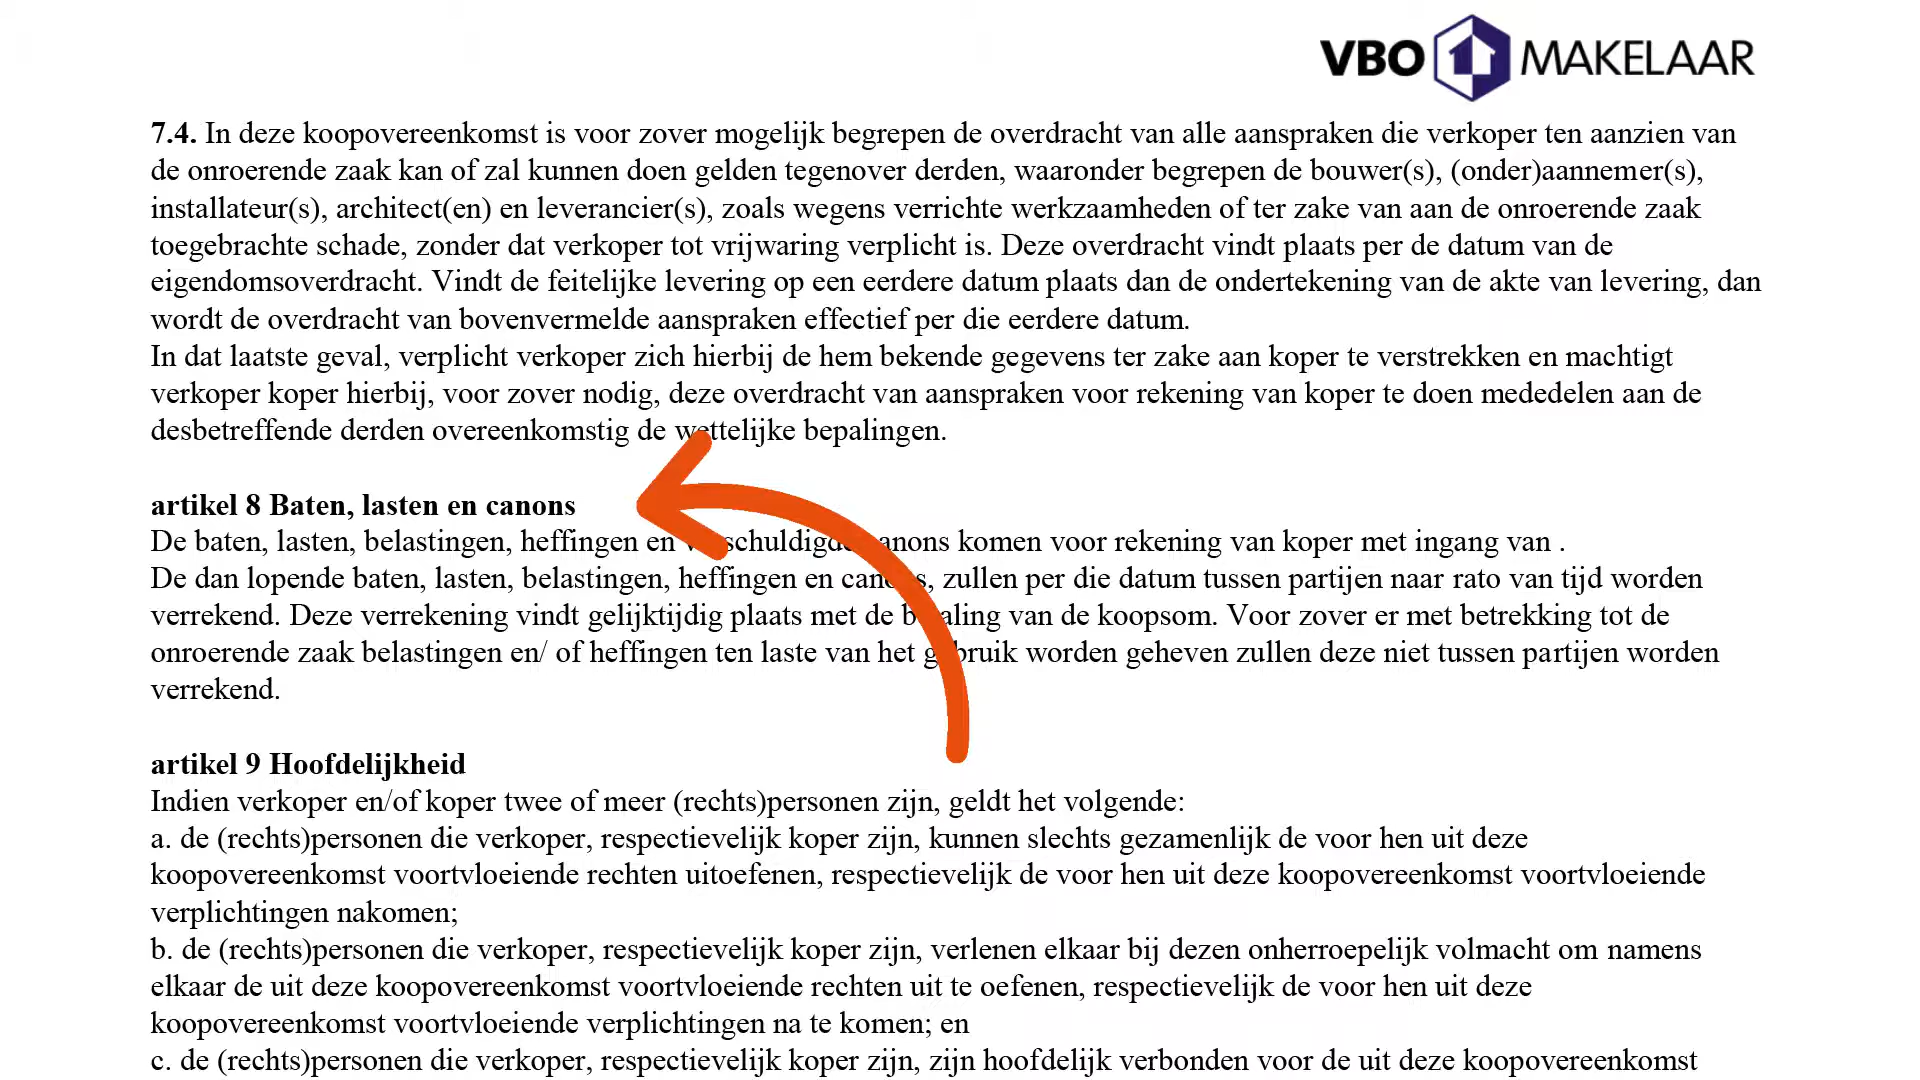 VBO MAKELAAR
7.4. In deze koopovereenkomst is voor zover mogelijk begrepen de overdracht van alle aanspraken die verkoper ten aanzien van
de onroerende zaak kan of zal kunnen doen gelden tegenover derden, waaronder begrepen de bouwer(s), (onder)aannemer(s),
installateur(s), architect(en) en leverancier(s), zoals wegens verrichte werkzaamheden of ter zake van aan de onroerende zaak
toegebrachte schade, zonder dat verkoper tot vrijwaring verplicht is. Deze overdracht vindt plaats per de datum van de
eigendomsoverdracht. Vindt de feitelijke levering op een eerdere datum plaats dan de ondertekening van de akte van levering, dan
wordt de overdracht van bovenvermelde aanspraken effectief per die eerdere datum.
In dat laatste geval, verplicht verkoper zich hierbij de hem bekende gegevens ter zake aan koper te verstrekken en machtigt
verkoper koper hierbij, voor zover nodig, deze overdracht van aanspraken voor rekening van koper te doen mededelen aan de
desbetreffende derden overeenkomstig de wettelijke bepalingen.
artikel 8 Baten, lasten en canons
De baten, lasten, belastingen, heffingen en verschuldigde canons komen voor rekening van koper met ingang van .
De dan lopende baten, lasten, belastingen, heffingen en canons, zullen per die datum tussen partijen naar rato van tijd worden
verrekend. Deze verrekening vindt gelijktijdig plaats met de betaling van de koopsom. Voor zover er met betrekking tot de
onroerende zaak belastingen en/ of heffingen ten laste van het gebruik worden geheven zullen deze niet tussen partijen worden
verrekend.
artikel 9 Hoofdelijkheid
Indien verkoper en/of koper twee of meer (rechts)personen zijn, geldt het volgende:
a. de (rechts)personen die verkoper, respectievelijk koper zijn, kunnen slechts gezamenlijk de voor hen uit deze
koopovereenkomst voortvloeiende rechten uitoefenen, respectievelijk de voor hen uit deze koopovereenkomst voortvloeiende
verplichtingen nakomen;
b. de (rechts)personen die verkoper, respectievelijk koper zijn, verlenen elkaar bij dezen onherroepelijk volmacht om namens
elkaar de uit deze koopovereenkomst voortvloeiende rechten uit te oefenen, respectievelijk de voor hen uit deze
koopovereenkomst voortvloeiende verplichtingen na te komen; en
c. de (rechts)personen die verkoper, respectievelijk koper zijn, zijn hoofdelijk verbonden voor de uit deze koopovereenkomst